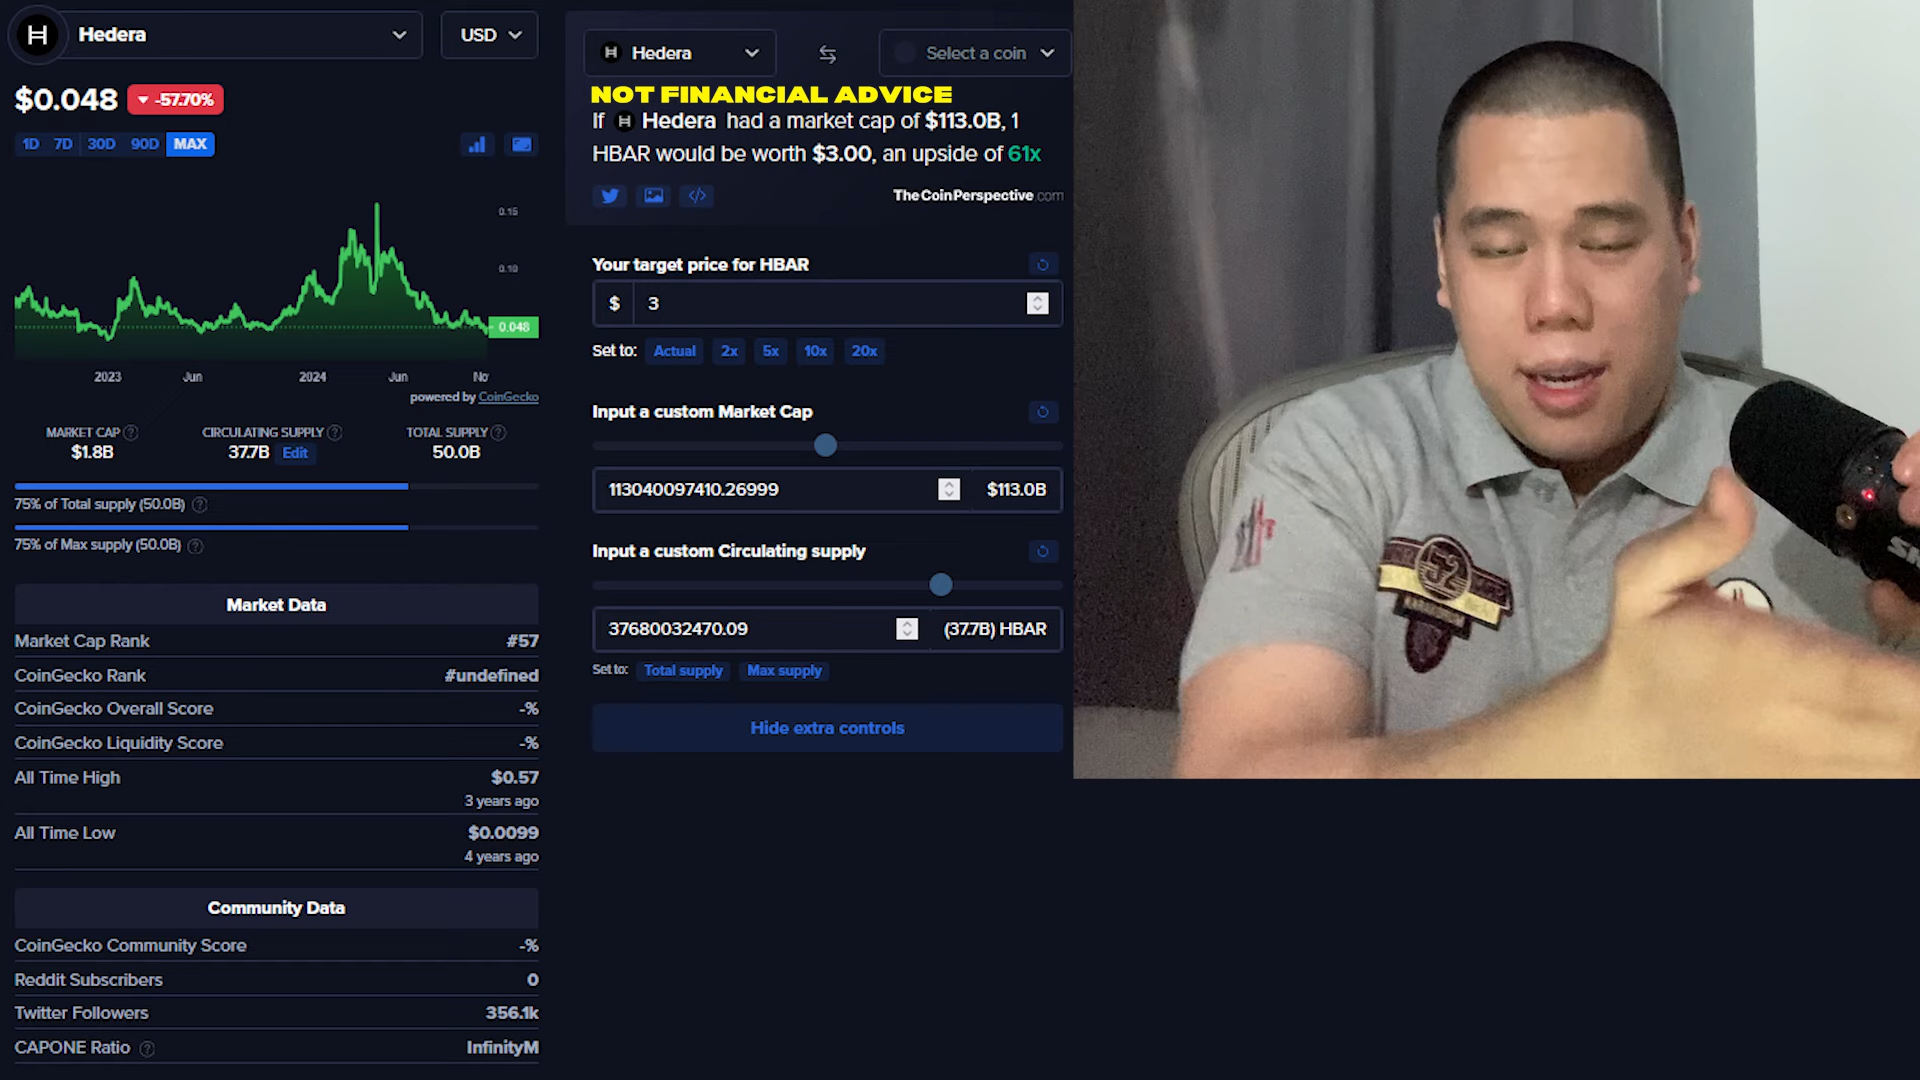 Hedera
USD
$0.048
-57.70%
1D 7D 30D 90D MAX
0.15
0.10
0.048
2023 Jun 2024 Jun No
powered by CoinGecko
MARKET CAP CIRCULATING SUPPLY TOTAL SUPPLY
$1.8B 37.7B Edit 50.0B
75% of Total supply (50.0B)
75% of Max supply (50.0B)
Market Data
Market Cap Rank #57
CoinGecko Rank #undefined
CoinGecko Overall Score -%
CoinGecko Liquidity Score -%
All Time High $0.57
3 years ago
All Time Low $0.0099
4 years ago
Community Data
CoinGecko Community Score -%
Reddit Subscribers 0
Twitter Followers 356.1k
CAPONE Ratio InfinityM
Hedera
Select a coin
NOT FINANCIAL ADVICE
If Hedera had a market cap of $113.0B, 1
HBAR would be worth $3.00, an upside of 61x
TheCoinPerspective.com
Your target price for HBAR
$ 3
Set to: Actual 2x 5x 10x 20x
Input a custom Market Cap
113040097410.26999 $113.0B
Input a custom Circulating supply
37680032470.09 (37.7B) HBAR
Set to: Total supply Max supply
Hide extra controls
52